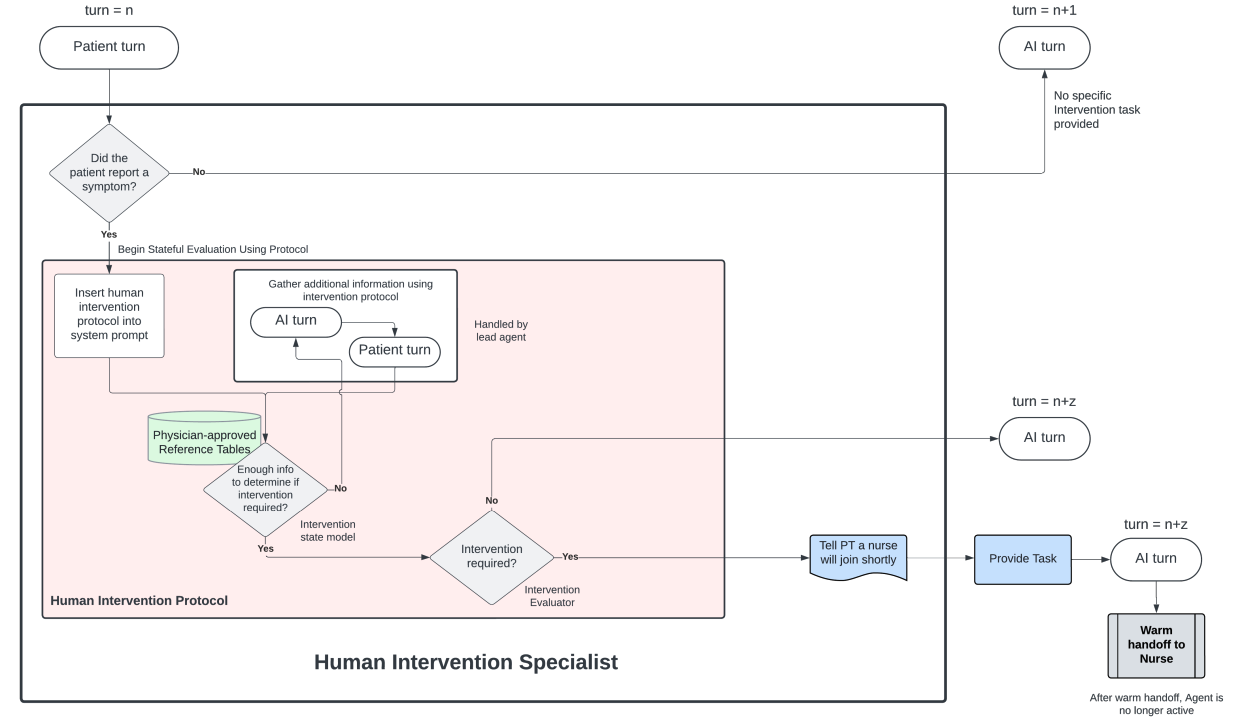 turn = n
Patient turn
turn = n+1
AI turn
No specific
Intervention task
provided
Did the
patient report a
symptom?
No
Yes
Begin Stateful Evaluation Using Protocol
Insert human
intervention
protocol into
system prompt
Gather additional information using
intervention protocol
AI turn
Patient turn
Handled by
lead agent
Physician-approved
Reference Tables
Enough info
to determine if
intervention
required?
No
Intervention
state model
Yes
No
Intervention
required?
Yes
Intervention
Evaluator
Human Intervention Protocol
turn = n+z
AI turn
Tell PT a nurse
will join shortly
Provide Task
turn = n+z
AI turn
Warm
handoff to
Nurse
After warm handoff, Agent is
no longer active
Human Intervention Specialist